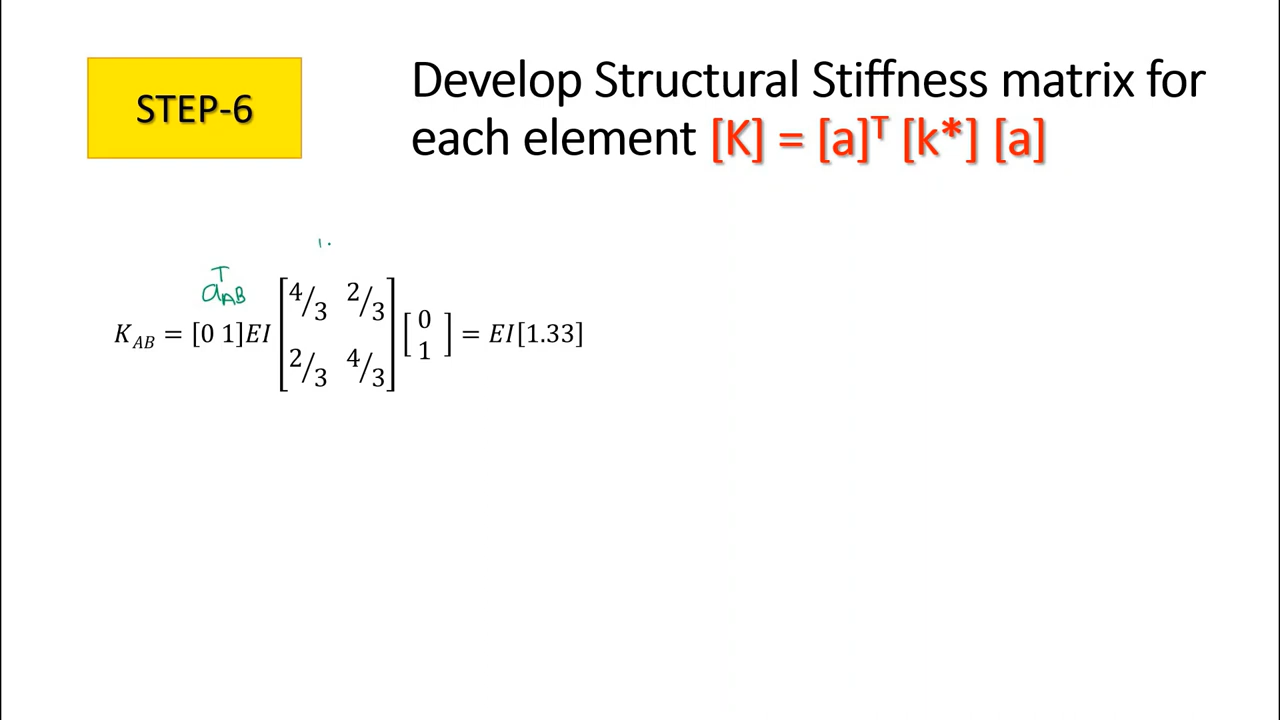 STEP-6
Develop Structural Stiffness matrix for
each element [K] = [a]ᵀ [k*] [a]
aᵀ_AB
K_AB = [0 1]EI [4/3 2/3; 2/3 4/3] [0; 1] = EI[1.33]